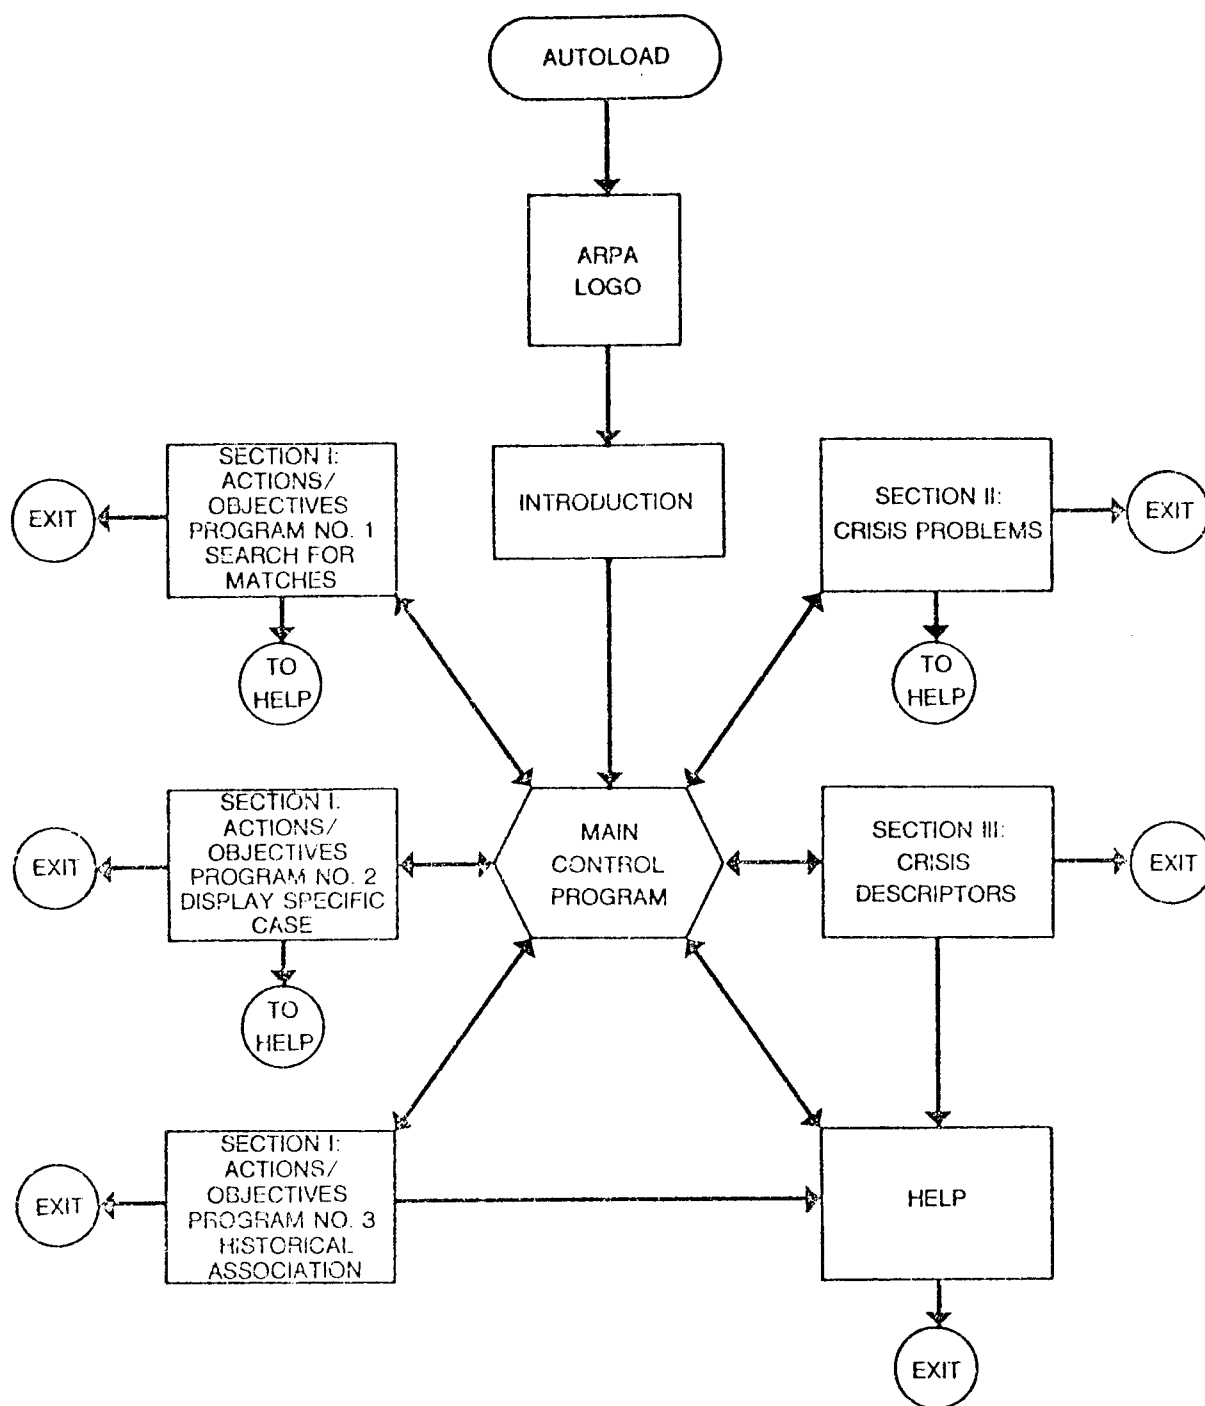 AUTOLOAD
ARPA
LOGO
INTRODUCTION
SECTION I:
ACTIONS/
OBJECTIVES
PROGRAM NO. 1
SEARCH FOR
MATCHES
EXIT
TO
HELP
SECTION II:
CRISIS PROBLEMS
EXIT
TO
HELP
SECTION I:
ACTIONS/
OBJECTIVES
PROGRAM NO. 2
DISPLAY SPECIFIC
CASE
EXIT
TO
HELP
MAIN
CONTROL
PROGRAM
SECTION III:
CRISIS
DESCRIPTORS
EXIT
SECTION I:
ACTIONS/
OBJECTIVES
PROGRAM NO. 3
HISTORICAL
ASSOCIATION
EXIT
HELP
EXIT